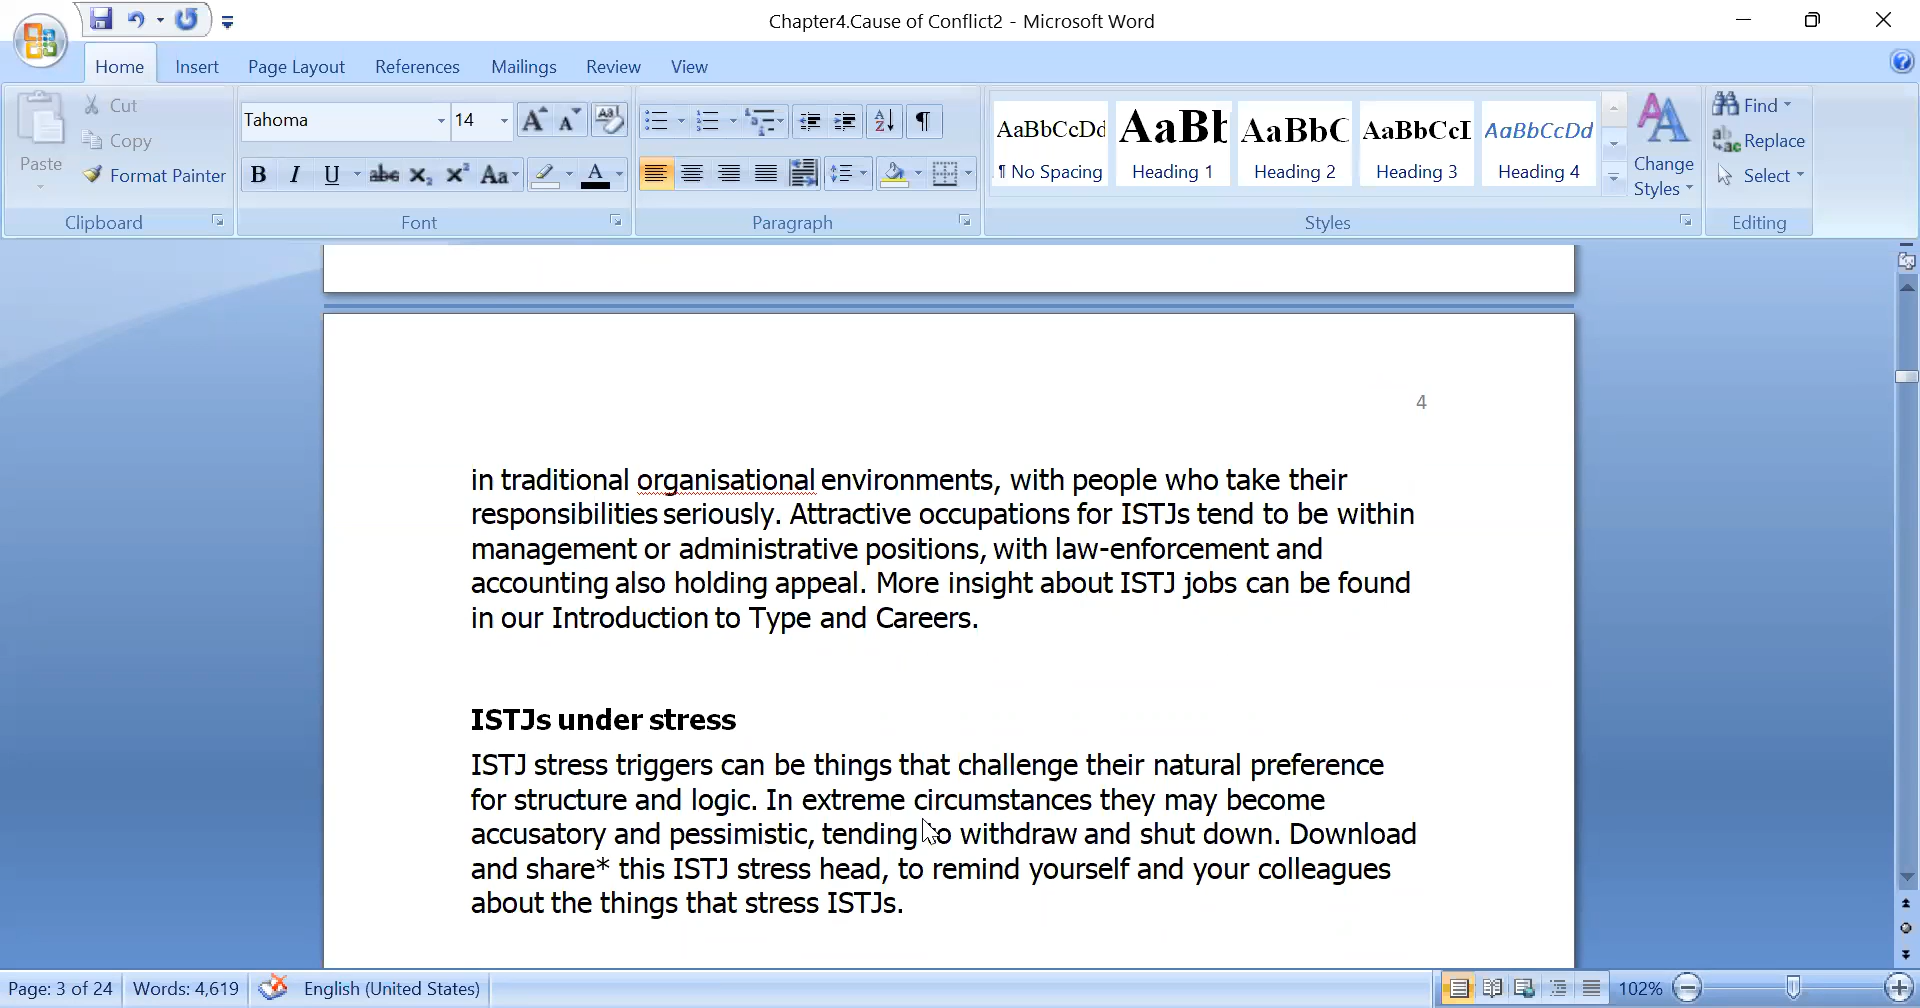 Chapter4.Cause of Conflict2 - Microsoft Word
Home Insert Page Layout References Mailings Review View
Paste
Cut
Copy
Format Painter
Clipboard
Tahoma 14
Font
Paragraph
AaBbCcDd AaBb AaBbC AaBbCcI AaBbCcDd
¶ No Spacing Heading 1 Heading 2 Heading 3 Heading 4
Change Styles
Styles
Find
Replace
Select
Editing
4
in traditional organisational environments, with people who take their
responsibilities seriously. Attractive occupations for ISTJs tend to be within
management or administrative positions, with law-enforcement and
accounting also holding appeal. More insight about ISTJ jobs can be found
in our Introduction to Type and Careers.
ISTJs under stress
ISTJ stress triggers can be things that challenge their natural preference
for structure and logic. In extreme circumstances they may become
accusatory and pessimistic, tending to withdraw and shut down. Download
and share* this ISTJ stress head, to remind yourself and your colleagues
about the things that stress ISTJs.
Page: 3 of 24 Words: 4,619 English (United States) 102%